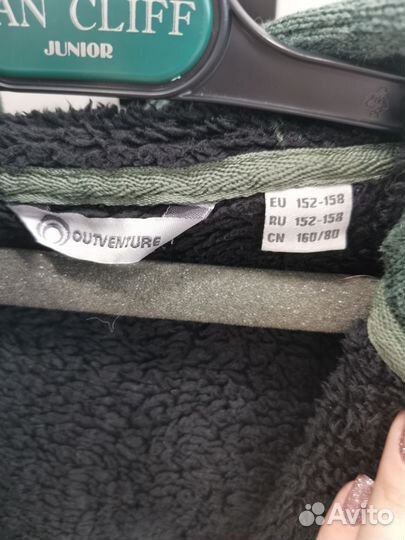 AN CLIFF
JUNIOR
OUTVENTURE
EU 152-158
RU 152-158
CN 160/80
Avito